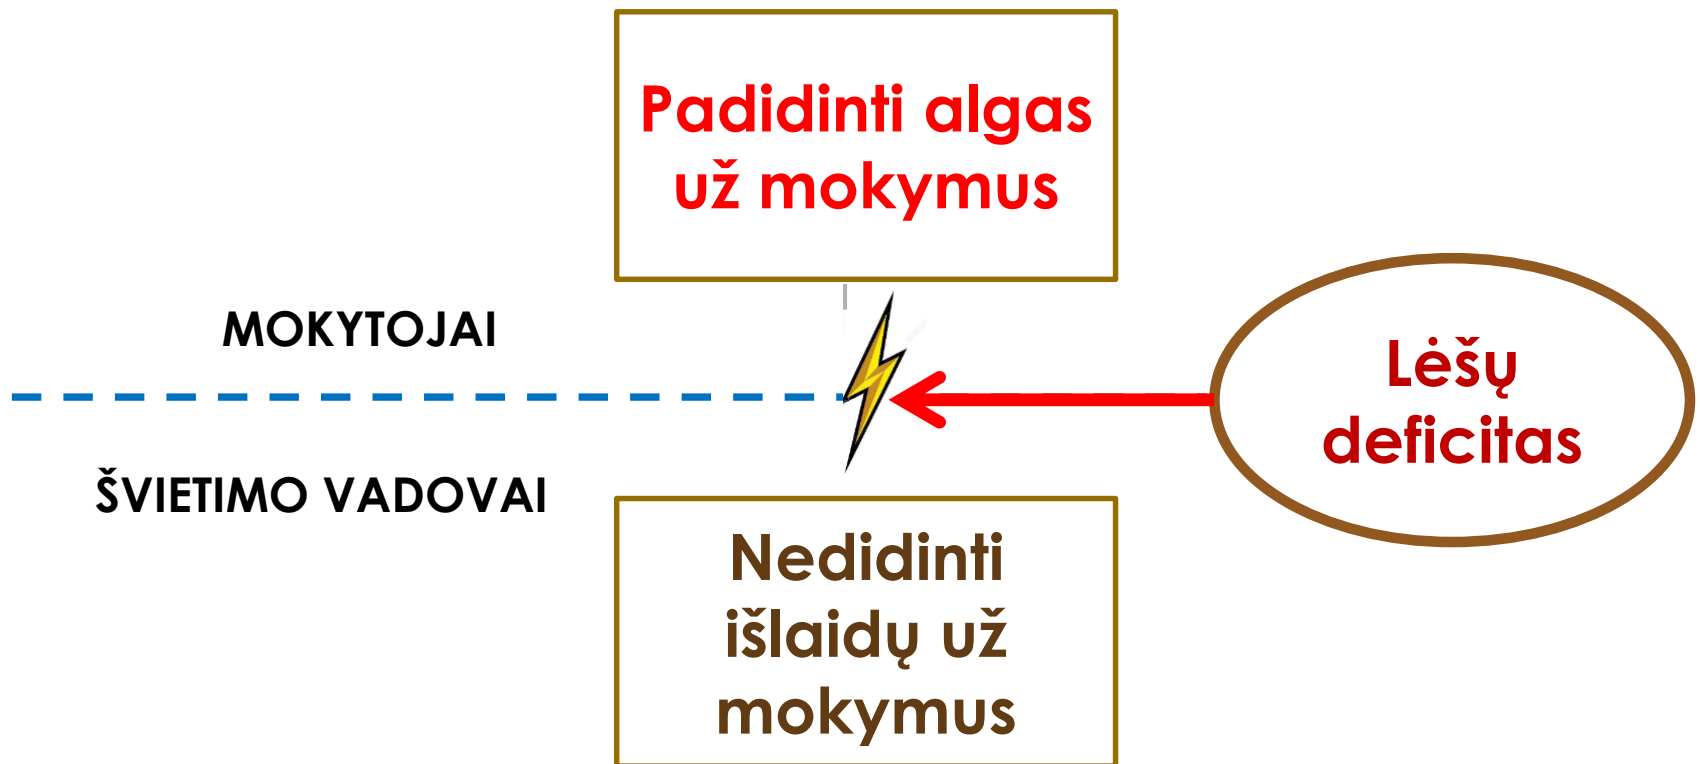 Padidinti algas
už mokymus
MOKYTOJAI
Lėšų
deficitas
ŠVIETIMO VADOVAI
Nedidinti
išlaidų už
mokymus